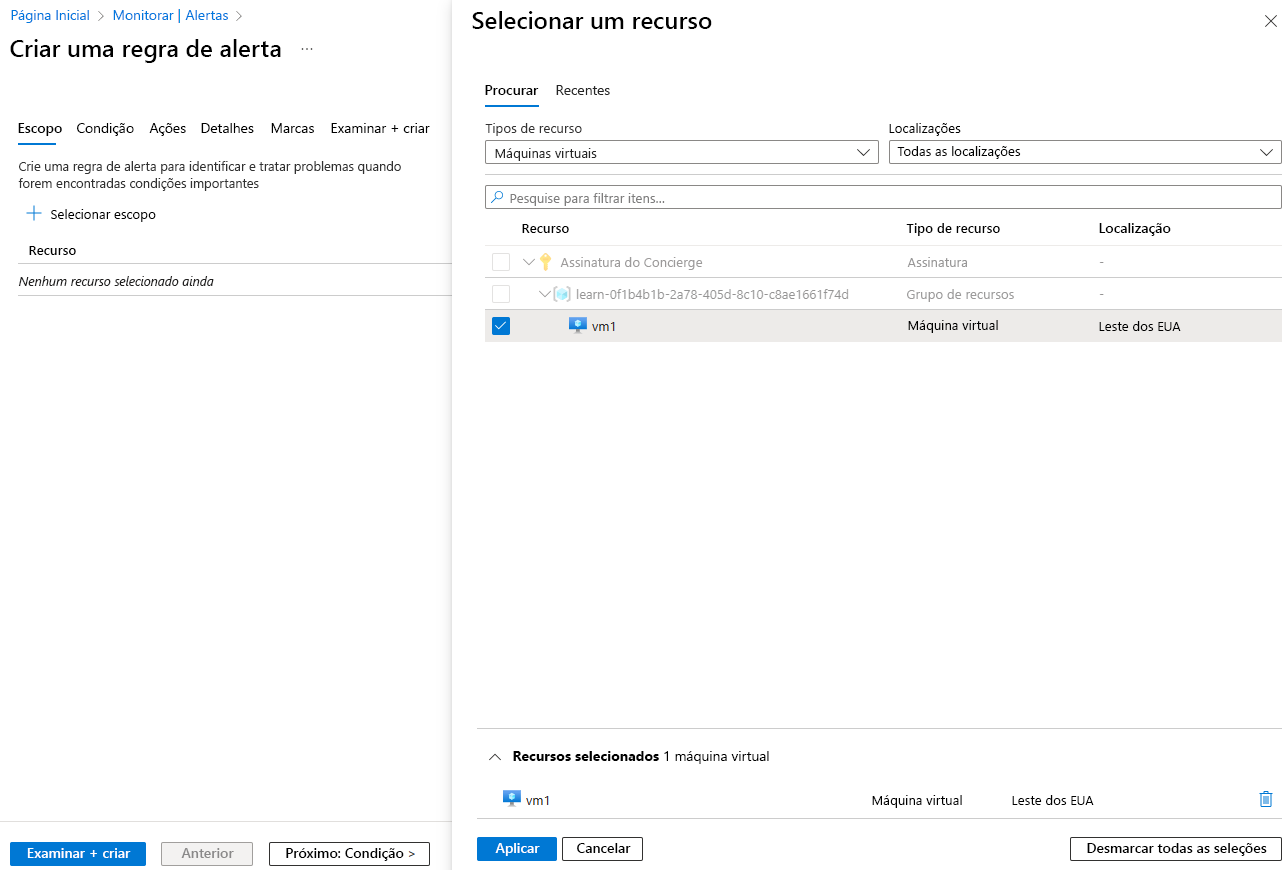 Página Inicial > Monitorar | Alertas >
Criar uma regra de alerta ...
Escopo Condição Ações Detalhes Marcas Examinar + criar
Crie uma regra de alerta para identificar e tratar problemas quando
forem encontradas condições importantes
Selecionar escopo
Recurso
Nenhum recurso selecionado ainda
Examinar + criar Anterior Próximo: Condição >
Selecionar um recurso
Procurar Recentes
Tipos de recurso Localizações
Máquinas virtuais Todas as localizações
Pesquise para filtrar itens...
Recurso Tipo de recurso Localização
Assinatura do Concierge Assinatura -
learn-0f1b4b1b-2a78-405d-8c10-c8ae1661f74d Grupo de recursos -
vm1 Máquina virtual Leste dos EUA
Recursos selecionados 1 máquina virtual
vm1 Máquina virtual Leste dos EUA
Aplicar Cancelar Desmarcar todas as seleções